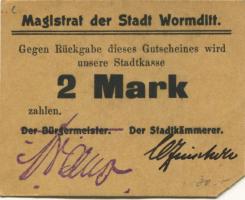 Magistrat der Stadt Wormditt.
Gegen Rückgabe dieses Gutscheines wird
unsere Stadtkasse
2 Mark
zahlen.
Der Bürgermeister. Der Stadtkämmerer.